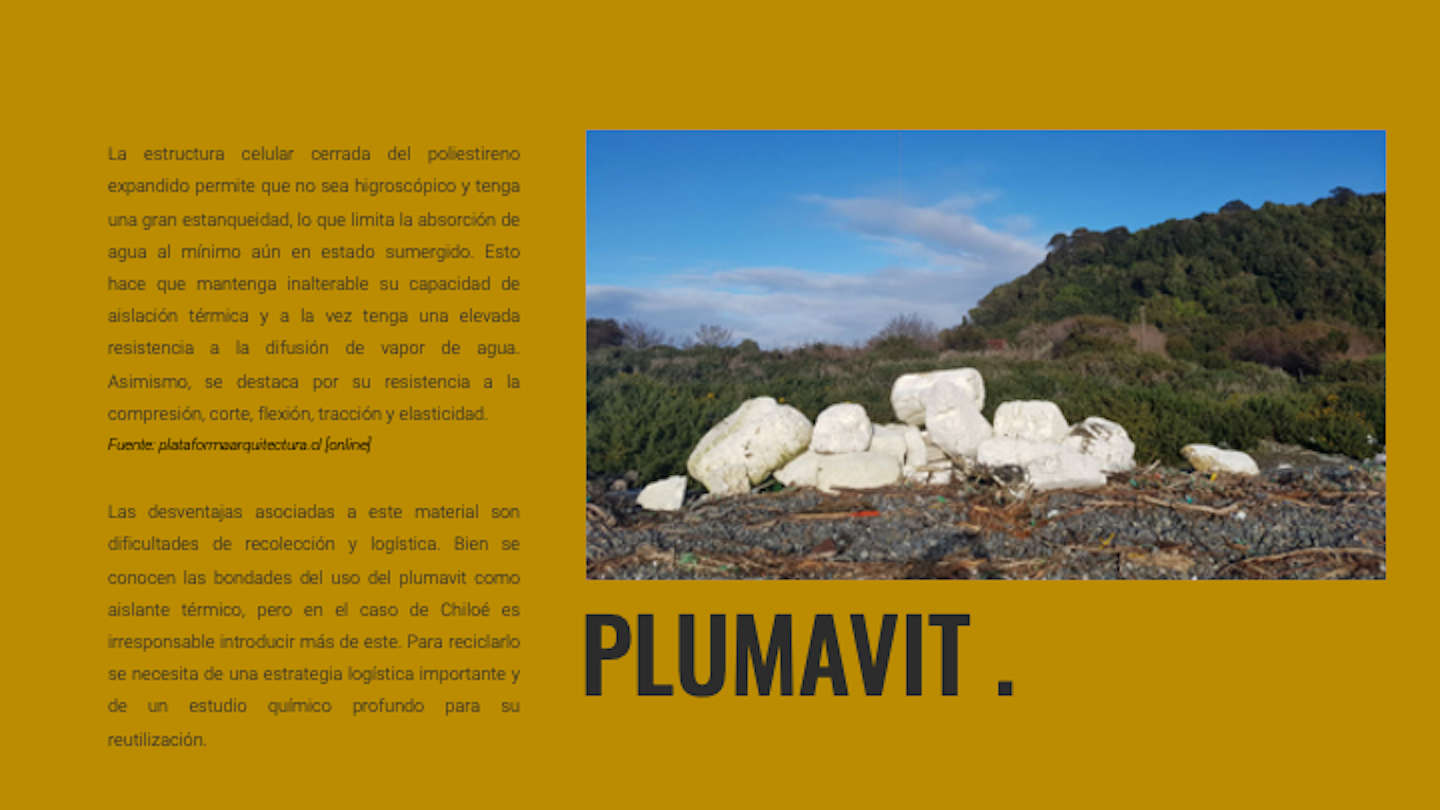 La estructura celular cerrada del poliestireno
expandido permite que no sea higroscópico y tenga
una gran estanqueidad, lo que limita la absorción de
agua al mínimo aún en estado sumergido. Esto
hace que mantenga inalterable su capacidad de
aislación térmica y a la vez tenga una elevada
resistencia a la difusión de vapor de agua.
Asimismo, se destaca por su resistencia a la
compresión, corte, flexión, tracción y elasticidad.
Fuente: plataformaarquitectura.cl [online]
Las desventajas asociadas a este material son
dificultades de recolección y logística. Bien se
conocen las bondades del uso del plumavit como
aislante térmico, pero en el caso de Chiloé es
irresponsable introducir más de este. Para reciclarlo
se necesita de una estrategia logística importante y
de un estudio químico profundo para su
reutilización.
PLUMAVIT .